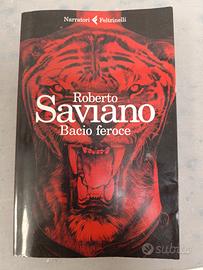 Narratori Feltrinelli
Roberto
Saviano
Bacio feroce
subito